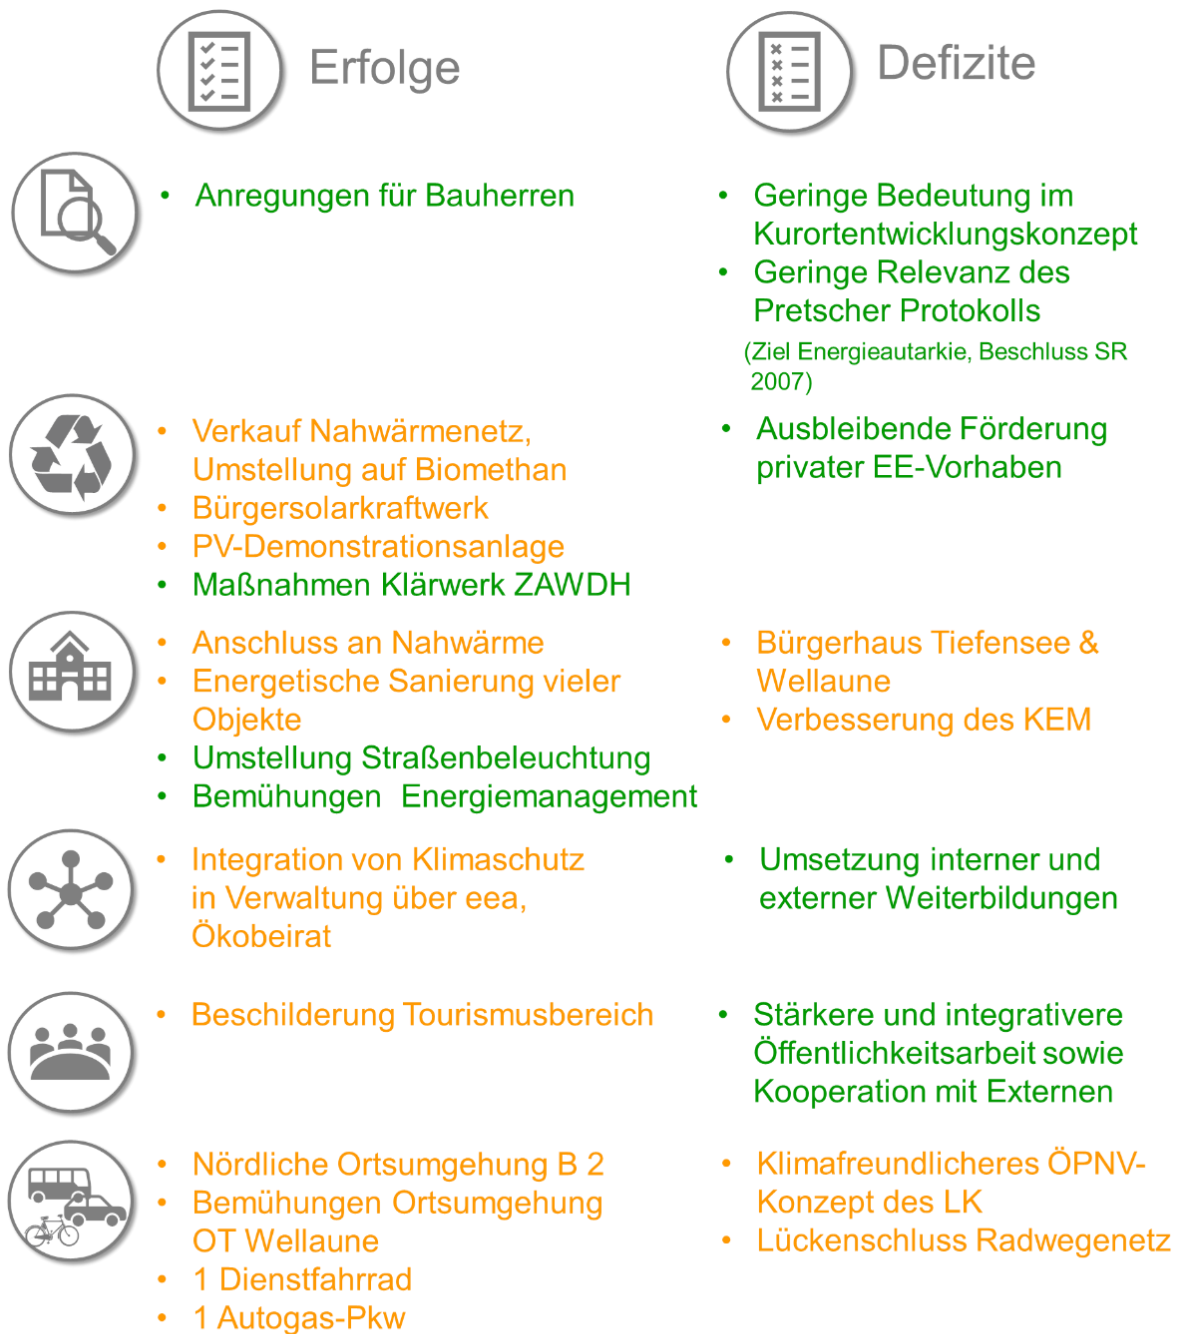 Erfolge
Defizite
• Anregungen für Bauherren
• Geringe Bedeutung im
Kurortentwicklungskonzept
• Geringe Relevanz des
Pretscher Protokolls
(Ziel Energieautarkie, Beschluss SR
2007)
• Verkauf Nahwärmenetz,
Umstellung auf Biomethan
• Bürgersolarkraftwerk
• PV-Demonstrationsanlage
• Maßnahmen Klärwerk ZAWDH
• Ausbleibende Förderung
privater EE-Vorhaben
• Anschluss an Nahwärme
• Energetische Sanierung vieler
Objekte
• Umstellung Straßenbeleuchtung
• Bemühungen Energiemanagement
• Bürgerhaus Tiefensee &
Wellaune
• Verbesserung des KEM
• Integration von Klimaschutz
in Verwaltung über eea,
Ökobeirat
• Umsetzung interner und
externer Weiterbildungen
• Beschilderung Tourismusbereich
• Stärkere und integrativere
Öffentlichkeitsarbeit sowie
Kooperation mit Externen
• Nördliche Ortsumgehung B 2
• Bemühungen Ortsumgehung
OT Wellaune
• 1 Dienstfahrrad
• 1 Autogas-Pkw
• Klimafreundlicheres ÖPNV-
Konzept des LK
• Lückenschluss Radwegenetz